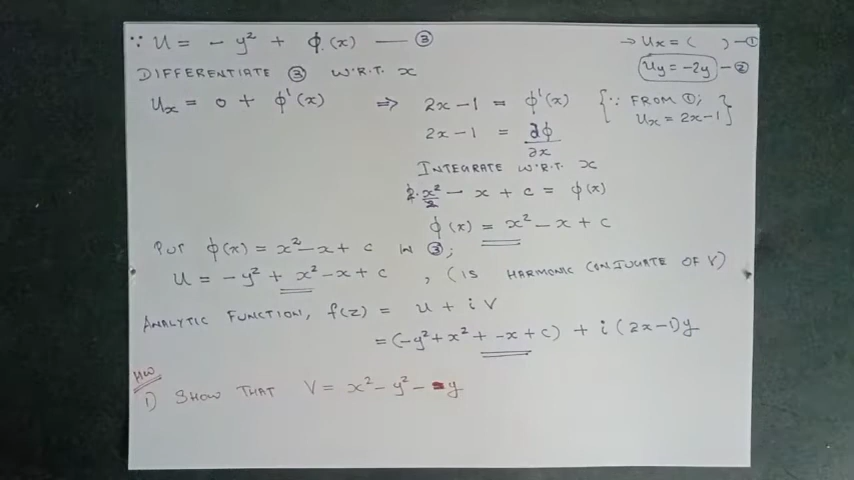 ∵ U = - y² + ϕ(x) — ③
→ Ux = ( ) —①
Uy = -2y —②
DIFFERENTIATE ③ W.R.T. x
Ux = 0 + ϕ'(x) ⇒ 2x-1 = ϕ'(x) {∵ FROM ①; Ux = 2x-1}
2x-1 = ∂ϕ/∂x
INTEGRATE W.R.T. x
2·x²/2 - x + c = ϕ(x)
ϕ(x) = x² - x + c
PUT ϕ(x) = x² - x + c IN ③;
U = -y² + x² - x + c , (IS HARMONIC CONJUGATE OF V)
ANALYTIC FUNCTION, f(z) = u + i V
= (-y² + x² + -x + c) + i (2x-1)y
HW
1) SHOW THAT V = x² - y² - y